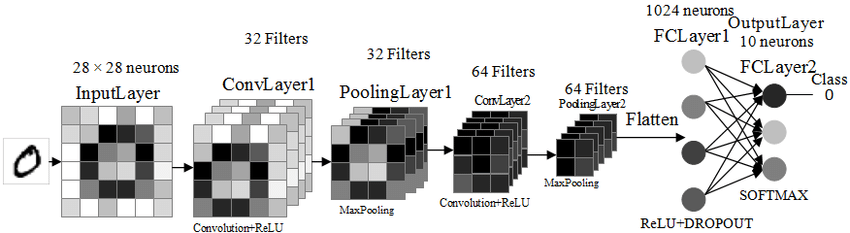 28 × 28 neurons
InputLayer
32 Filters
ConvLayer1
Convolution+ReLU
32 Filters
PoolingLayer1
MaxPooling
64 Filters
ConvLayer2
Convolution+ReLU
64 Filters
PoolingLayer2
MaxPooling
Flatten
1024 neurons
FCLayer1
ReLU+DROPOUT
OutputLayer
10 neurons
FCLayer2
SOFTMAX
Class
0